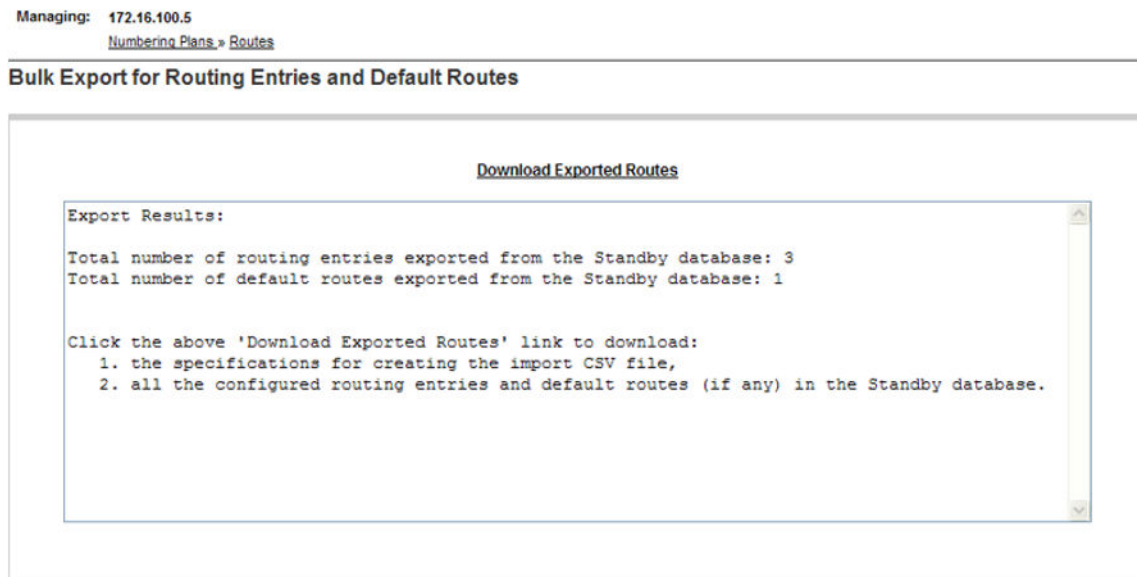 Managing: 172.16.100.5
Numbering Plans » Routes
Bulk Export for Routing Entries and Default Routes
Download Exported Routes
Export Results:
Total number of routing entries exported from the Standby database: 3
Total number of default routes exported from the Standby database: 1
Click the above 'Download Exported Routes' link to download:
1. the specifications for creating the import CSV file,
2. all the configured routing entries and default routes (if any) in the Standby database.